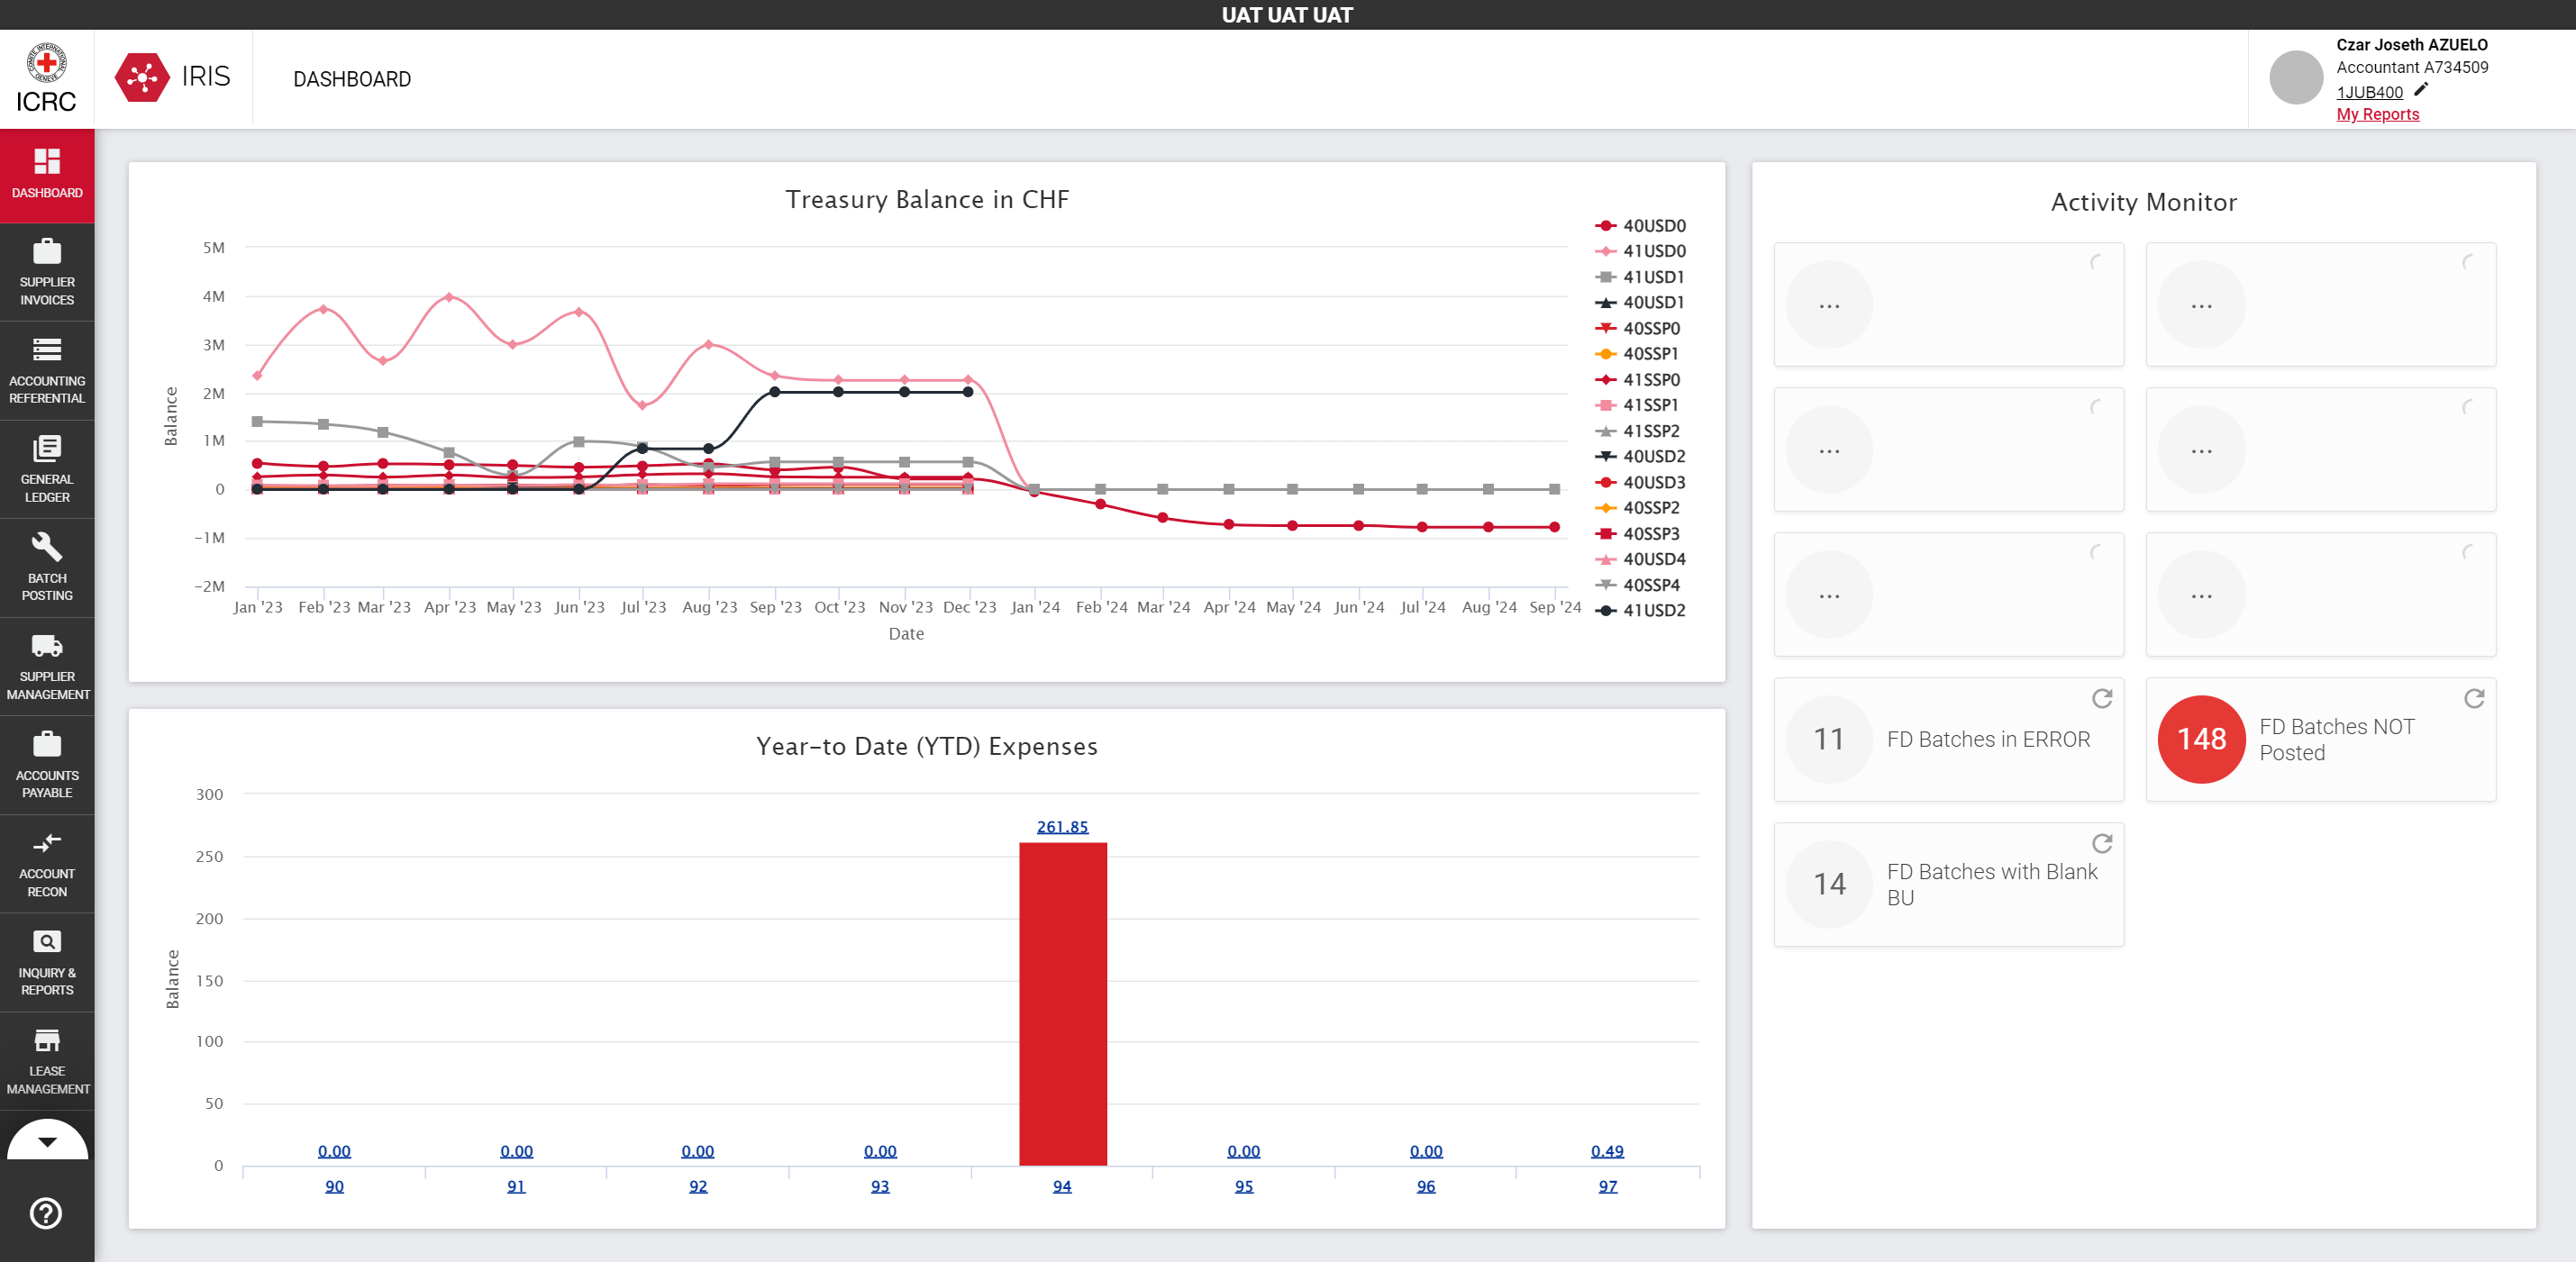 UAT UAT UAT
COMITE INTERNATIONAL GENEVE
ICRC
IRIS
DASHBOARD
Czar Joseth AZUELO
Accountant A734509
1JUB400
My Reports
DASHBOARD
SUPPLIER
INVOICES
ACCOUNTING
REFERENTIAL
GENERAL
LEDGER
BATCH
POSTING
SUPPLIER
MANAGEMENT
ACCOUNTS
PAYABLE
ACCOUNT
RECON
INQUIRY &
REPORTS
LEASE
MANAGEMENT
Treasury Balance in CHF
5M
4M
3M
2M
1M
0
-1M
-2M
Balance
Jan '23 Feb '23 Mar '23 Apr '23 May '23 Jun '23 Jul '23 Aug '23 Sep '23 Oct '23 Nov '23 Dec '23 Jan '24 Feb '24 Mar '24 Apr '24 May '24 Jun '24 Jul '24 Aug '24 Sep '24
Date
40USD0
41USD0
41USD1
40USD1
40SSP0
40SSP1
41SSP0
41SSP1
41SSP2
40USD2
40USD3
40SSP2
40SSP3
40USD4
40SSP4
41USD2
Year-to Date (YTD) Expenses
300
250
200
150
100
50
0
Balance
261.85
0.00 0.00 0.00 0.00 0.00 0.00 0.49
90 91 92 93 94 95 96 97
Activity Monitor
... ...
... ...
... ...
11 FD Batches in ERROR
148 FD Batches NOT
Posted
14 FD Batches with Blank
BU